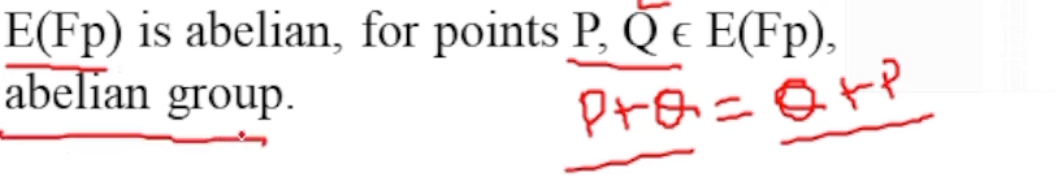 E(Fp) is abelian, for points P, Q ϵ E(Fp),
abelian group.
P+Q = Q+P